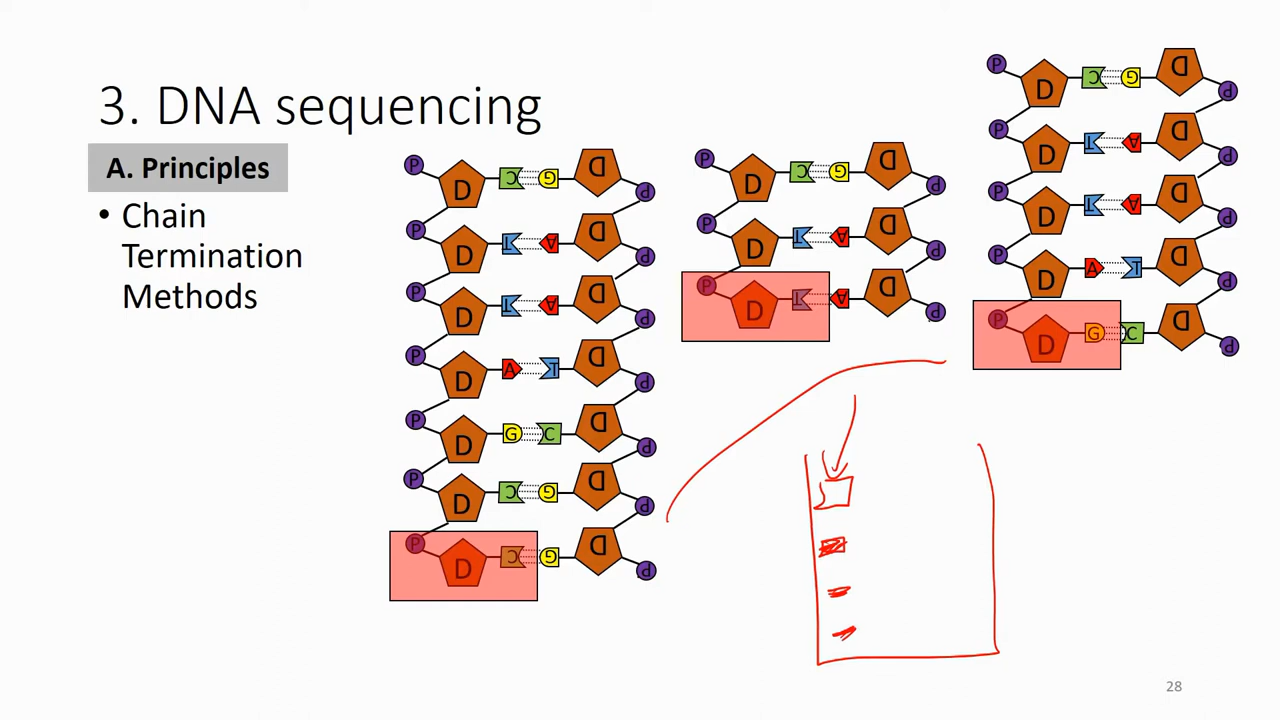 3. DNA sequencing
A. Principles
• Chain
Termination
Methods
P D C G D P
P D T A D P
P D T A D P
P D A T D P
P D G C D P
P D C G D P
P D C G D P
P D C G D P
P D T A D P
P D T A D P
P D C G D P
P D T A D P
P D T A D P
P D A T D P
P D G C D P
28